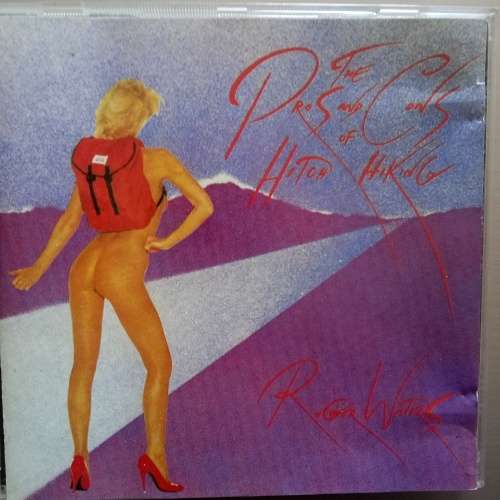 The
Pros and Cons
of
Hitch Hiking
Roger Waters